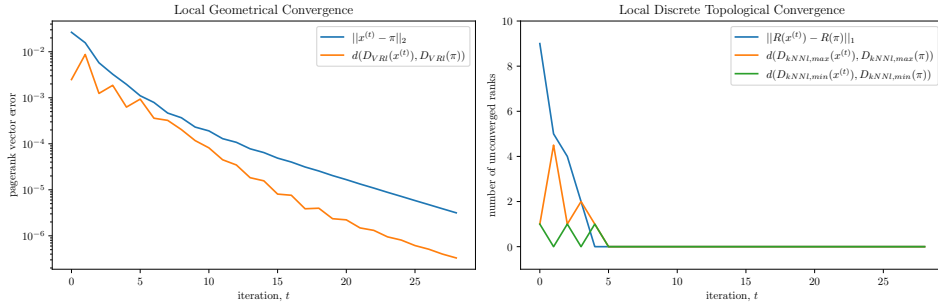 Local Geometrical Convergence
||x^{(t)} − π||_2
d(D_{VRl}(x^{(t)}), D_{VRl}(π))
10^{−2}
10^{−3}
10^{−4}
10^{−5}
10^{−6}
pagerank vector error
0 5 10 15 20 25
iteration, t
Local Discrete Topological Convergence
||R(x^{(t)}) − R(π)||_1
d(D_{kNNl,max}(x^{(t)}), D_{kNNl,max}(π))
d(D_{kNNl,min}(x^{(t)}), D_{kNNl,min}(π))
10
8
6
4
2
0
number of unconverged ranks
0 5 10 15 20 25
iteration, t